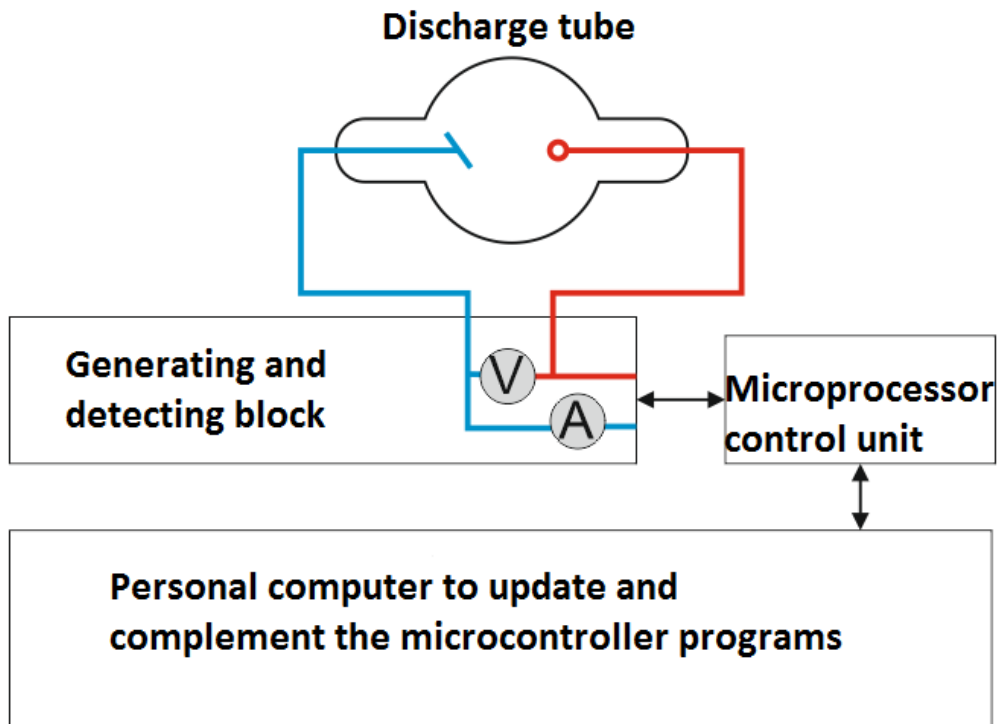 Discharge tube
Generating and
detecting block
V
A
Microprocessor
control unit
Personal computer to update and
complement the microcontroller programs